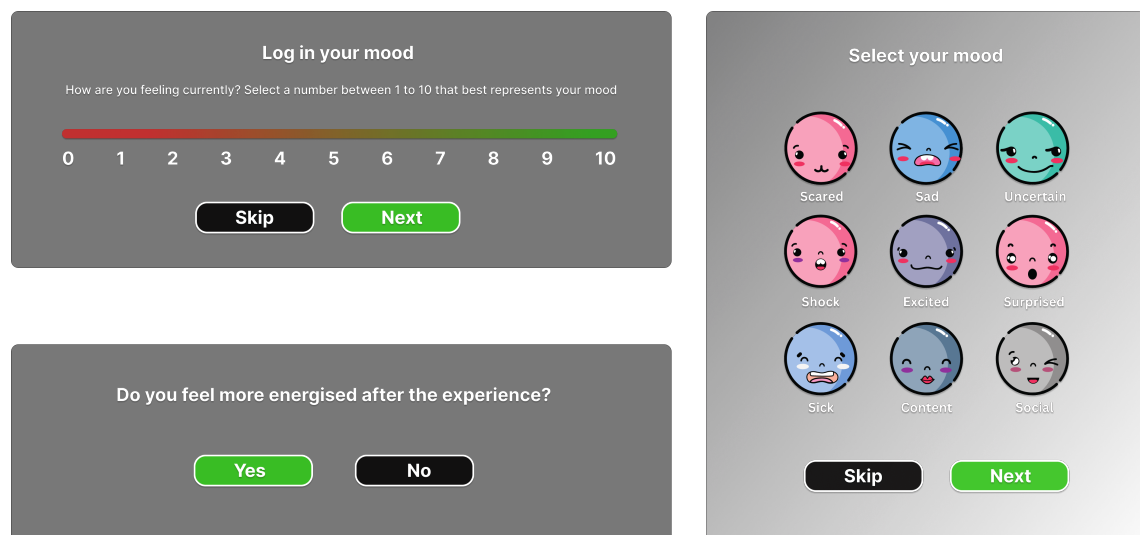 Log in your mood
How are you feeling currently? Select a number between 1 to 10 that best represents your mood
0 1 2 3 4 5 6 7 8 9 10
Skip Next
Do you feel more energised after the experience?
Yes No
Select your mood
Scared Sad Uncertain
Shock Excited Surprised
Sick Content Social
Skip Next